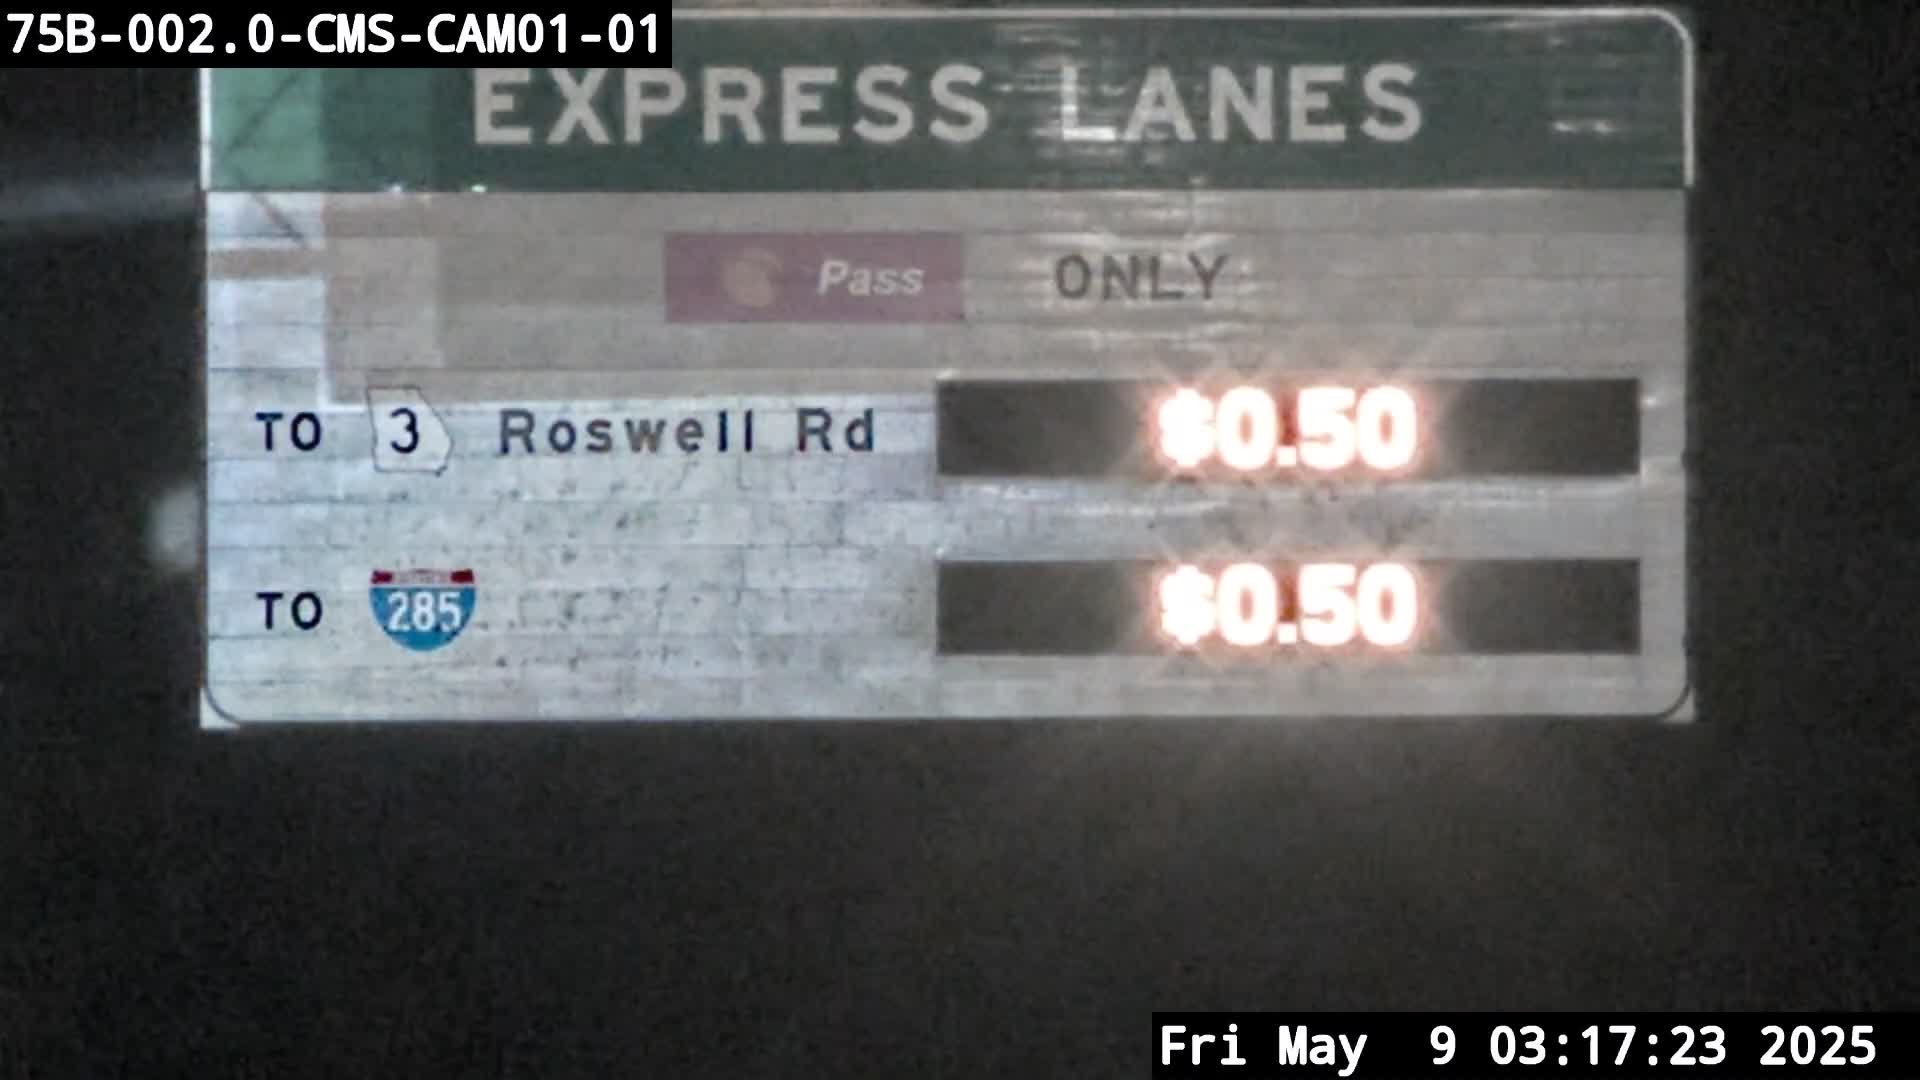 75B-002.0-CMS-CAM01-01
EXPRESS LANES
Pass ONLY
TO 3 Roswell Rd $0.50
TO 285 $0.50
Fri May 9 03:17:23 2025